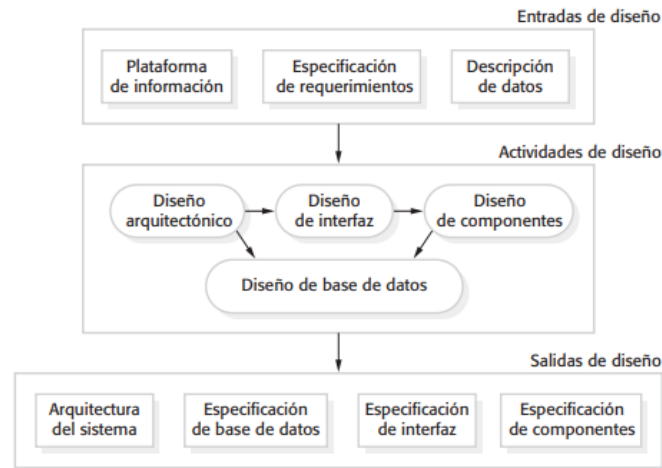 Entradas de diseño
Plataforma
de información
Especificación
de requerimientos
Descripción
de datos
Actividades de diseño
Diseño
arquitectónico
Diseño
de interfaz
Diseño
de componentes
Diseño de base de datos
Salidas de diseño
Arquitectura
del sistema
Especificación
de base de datos
Especificación
de interfaz
Especificación
de componentes